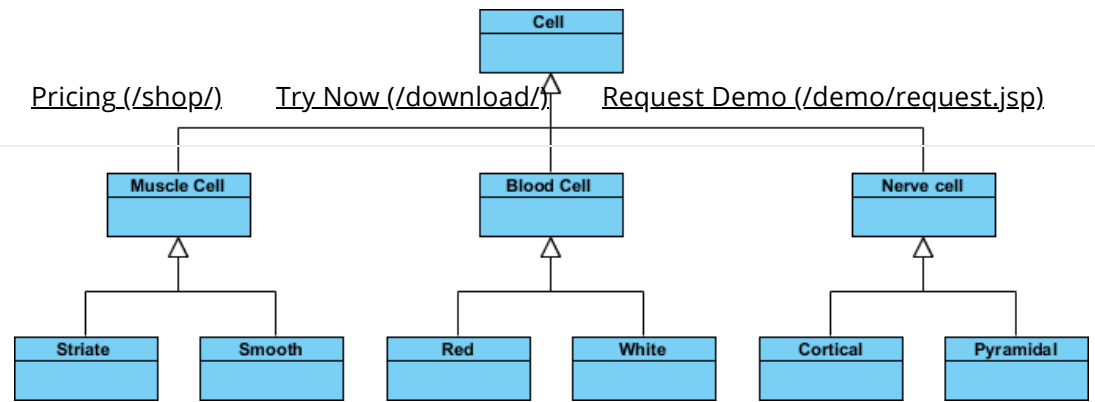 Cell
Pricing (/shop/) Try Now (/download/) Request Demo (/demo/request.jsp)
Muscle Cell Blood Cell Nerve cell
Striate Smooth Red White Cortical Pyramidal